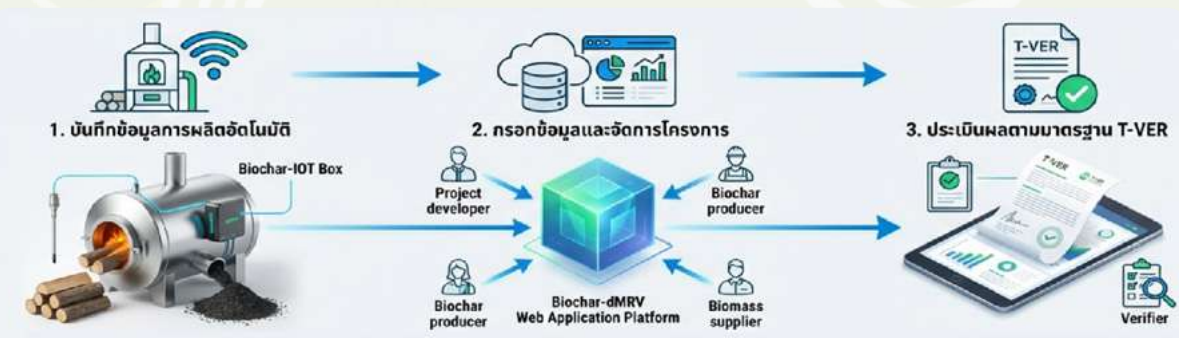 T-VER
1. บันทึกข้อมูลการผลิตอัตโนมัติ
2. กรอกข้อมูลและจัดการโครงการ
3. ประเมินผลตามมาตรฐาน T-VER
Biochar-IOT Box
Project
developer
Biochar
producer
Biochar
producer
Biochar-dMRV
Web Application Platform
Biomass
supplier
T-VER
Verifier